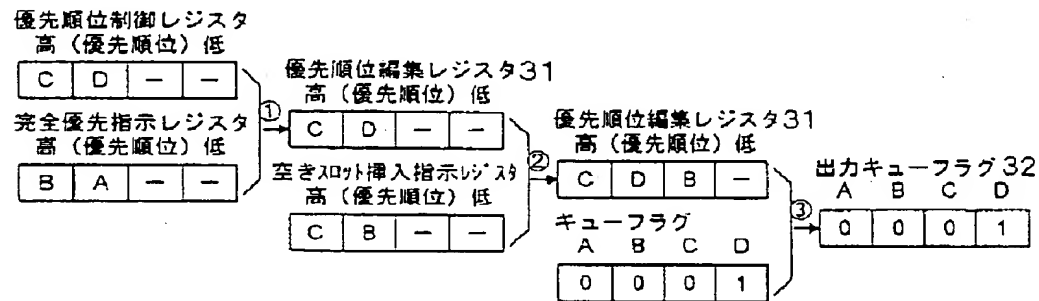 優先順位制御レジスタ
高（優先順位）低
C D － －
完全優先指示レジスタ
高（優先順位）低
B A － －
①
優先順位編集レジスタ31
高（優先順位）低
C D － －
空きスロット挿入指示レジスタ
高（優先順位）低
C B － －
②
優先順位編集レジスタ31
高（優先順位）低
C D B －
キューフラグ
A B C D
0 0 0 1
③
出力キューフラグ32
A B C D
0 0 0 1